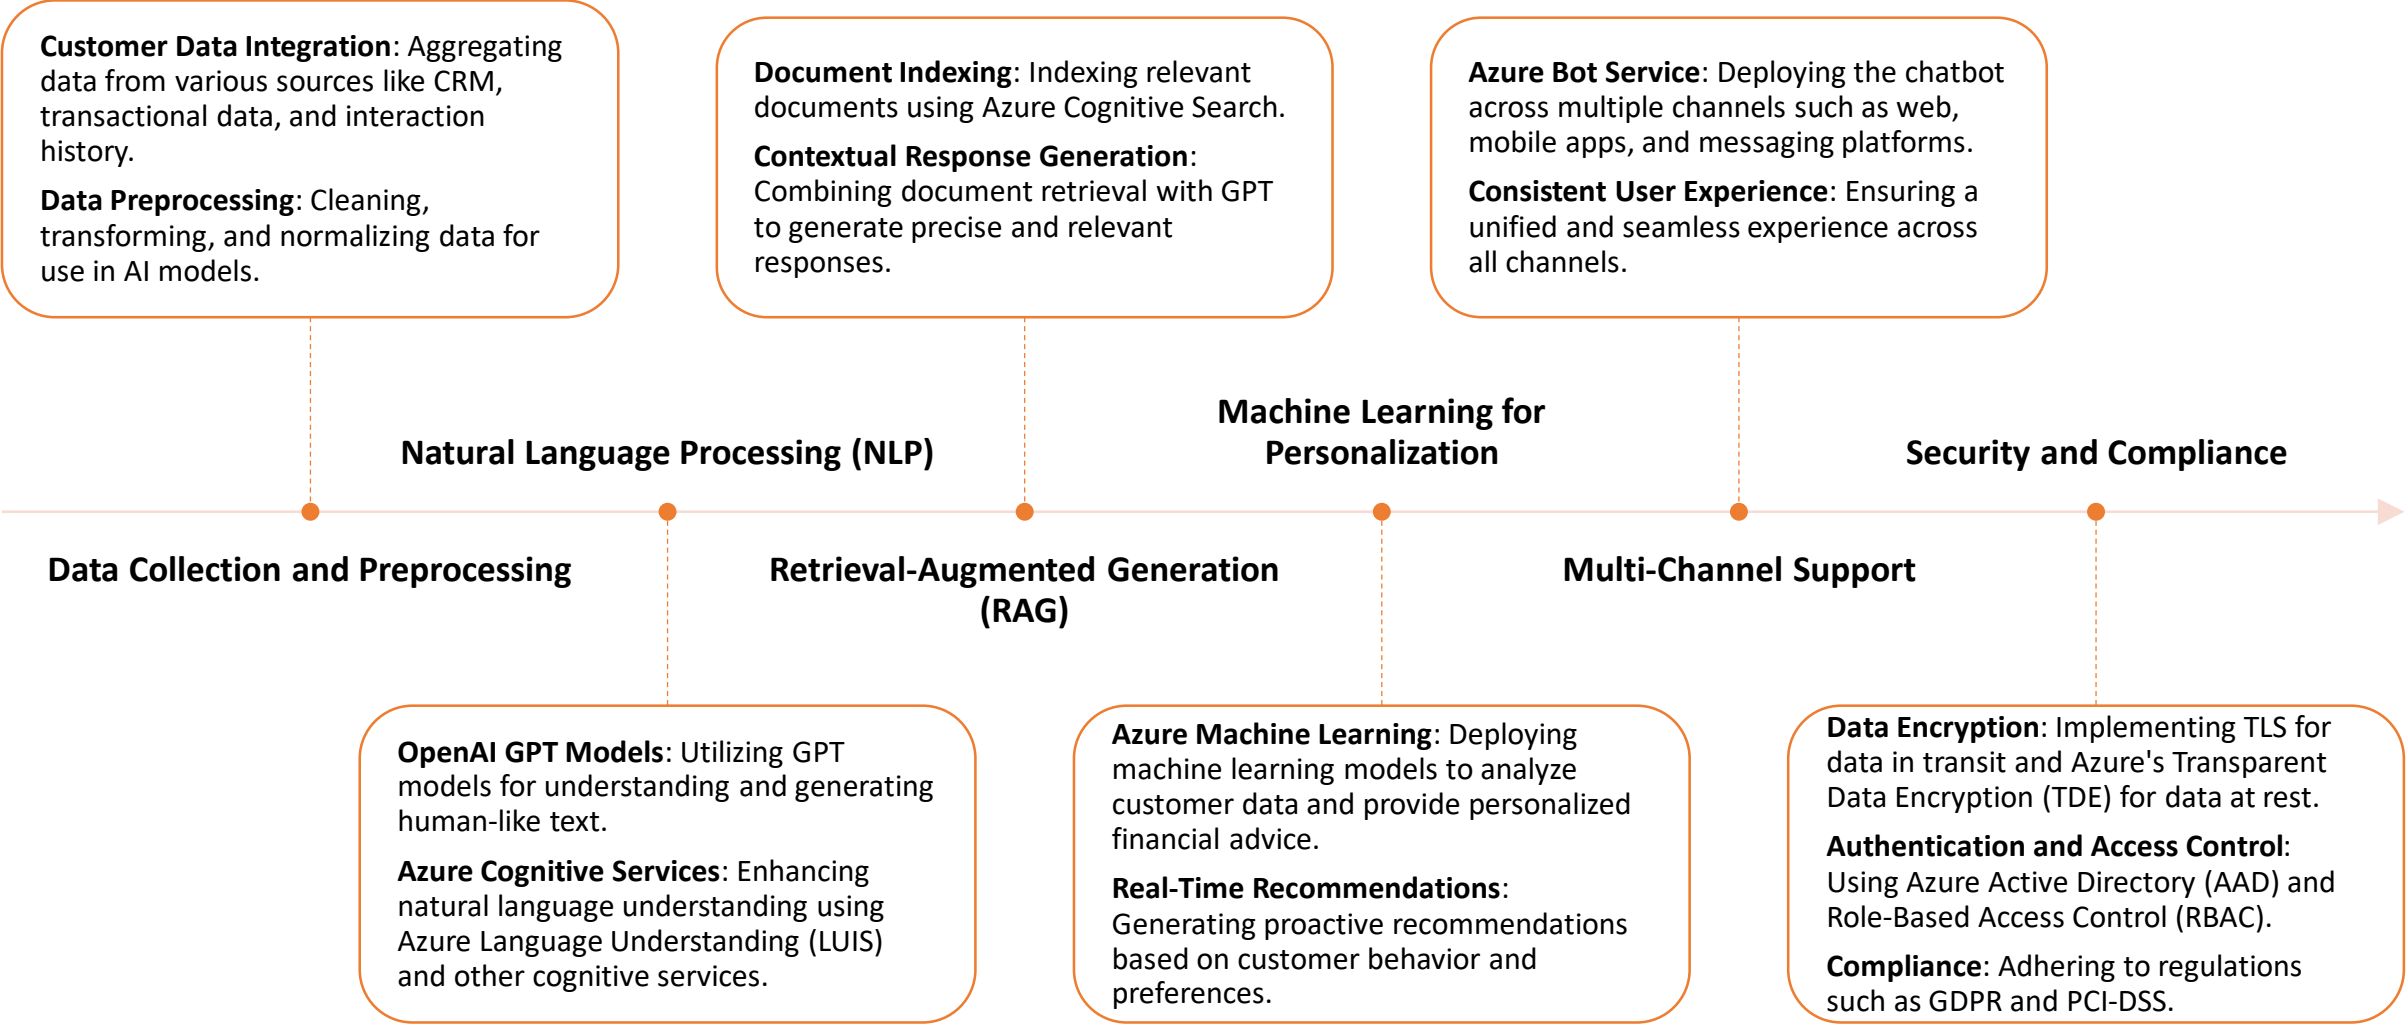 Customer Data Integration: Aggregating
data from various sources like CRM,
transactional data, and interaction
history.
Data Preprocessing: Cleaning,
transforming, and normalizing data for
use in AI models.
Document Indexing: Indexing relevant
documents using Azure Cognitive Search.
Contextual Response Generation:
Combining document retrieval with GPT
to generate precise and relevant
responses.
Azure Bot Service: Deploying the chatbot
across multiple channels such as web,
mobile apps, and messaging platforms.
Consistent User Experience: Ensuring a
unified and seamless experience across
all channels.
Natural Language Processing (NLP)
Machine Learning for
Personalization
Security and Compliance
Data Collection and Preprocessing
Retrieval-Augmented Generation
(RAG)
Multi-Channel Support
OpenAI GPT Models: Utilizing GPT
models for understanding and generating
human-like text.
Azure Cognitive Services: Enhancing
natural language understanding using
Azure Language Understanding (LUIS)
and other cognitive services.
Azure Machine Learning: Deploying
machine learning models to analyze
customer data and provide personalized
financial advice.
Real-Time Recommendations:
Generating proactive recommendations
based on customer behavior and
preferences.
Data Encryption: Implementing TLS for
data in transit and Azure's Transparent
Data Encryption (TDE) for data at rest.
Authentication and Access Control:
Using Azure Active Directory (AAD) and
Role-Based Access Control (RBAC).
Compliance: Adhering to regulations
such as GDPR and PCI-DSS.